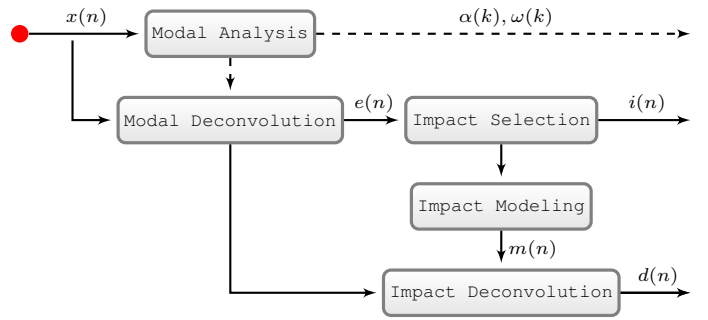 x(n)
Modal Analysis
α(k), ω(k)
Modal Deconvolution
e(n)
Impact Selection
i(n)
Impact Modeling
m(n)
Impact Deconvolution
d(n)